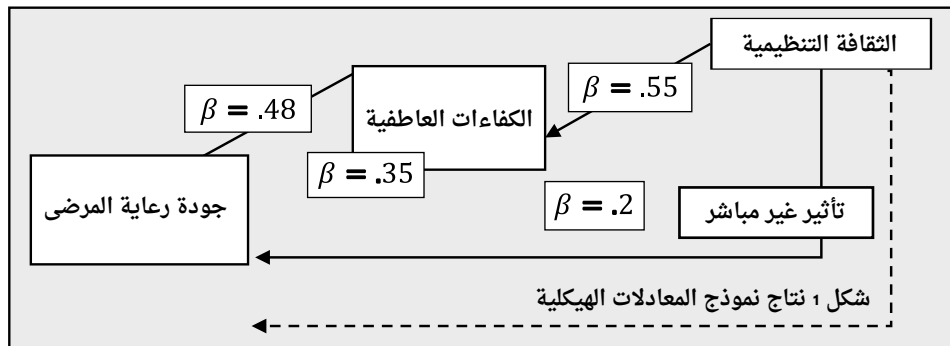 الثقافة التنظيمية
β = .55
الكفاءات العاطفية
β = .48
β = .35
جودة رعاية المرضى
β = .2
تأثير غير مباشر
شكل 1 نتاج نموذج المعادلات الهيكلية